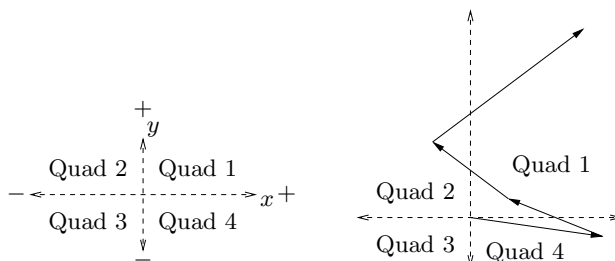 +
y
Quad 2 Quad 1
− x +
Quad 3 Quad 4
−
Quad 1
Quad 2
Quad 3 Quad 4